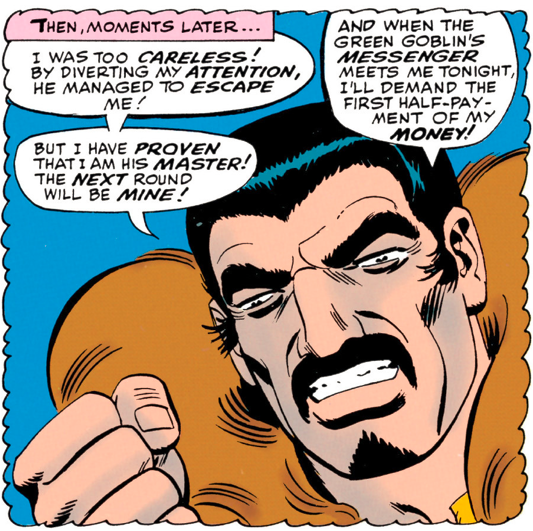 THEN, MOMENTS LATER...
I WAS TOO CARELESS!
BY DIVERTING MY ATTENTION,
HE MANAGED TO ESCAPE
ME!
BUT I HAVE PROVEN
THAT I AM HIS MASTER!
THE NEXT ROUND
WILL BE MINE!
AND WHEN THE
GREEN GOBLIN'S
MESSENGER
MEETS ME TONIGHT,
I'LL DEMAND THE
FIRST HALF-PAY-
MENT OF MY
MONEY!